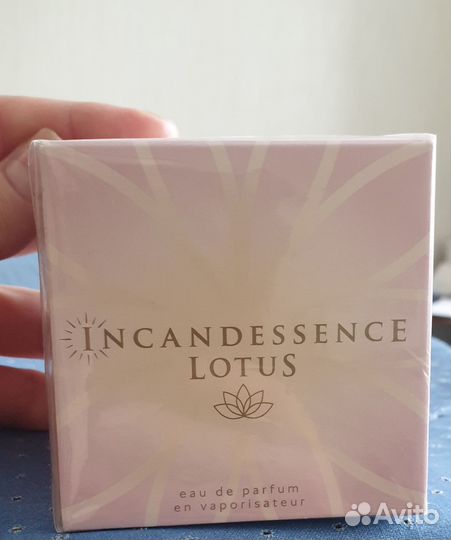 INCANDESSENCE
LOTUS
eau de parfum
en vaporisateur
Avito